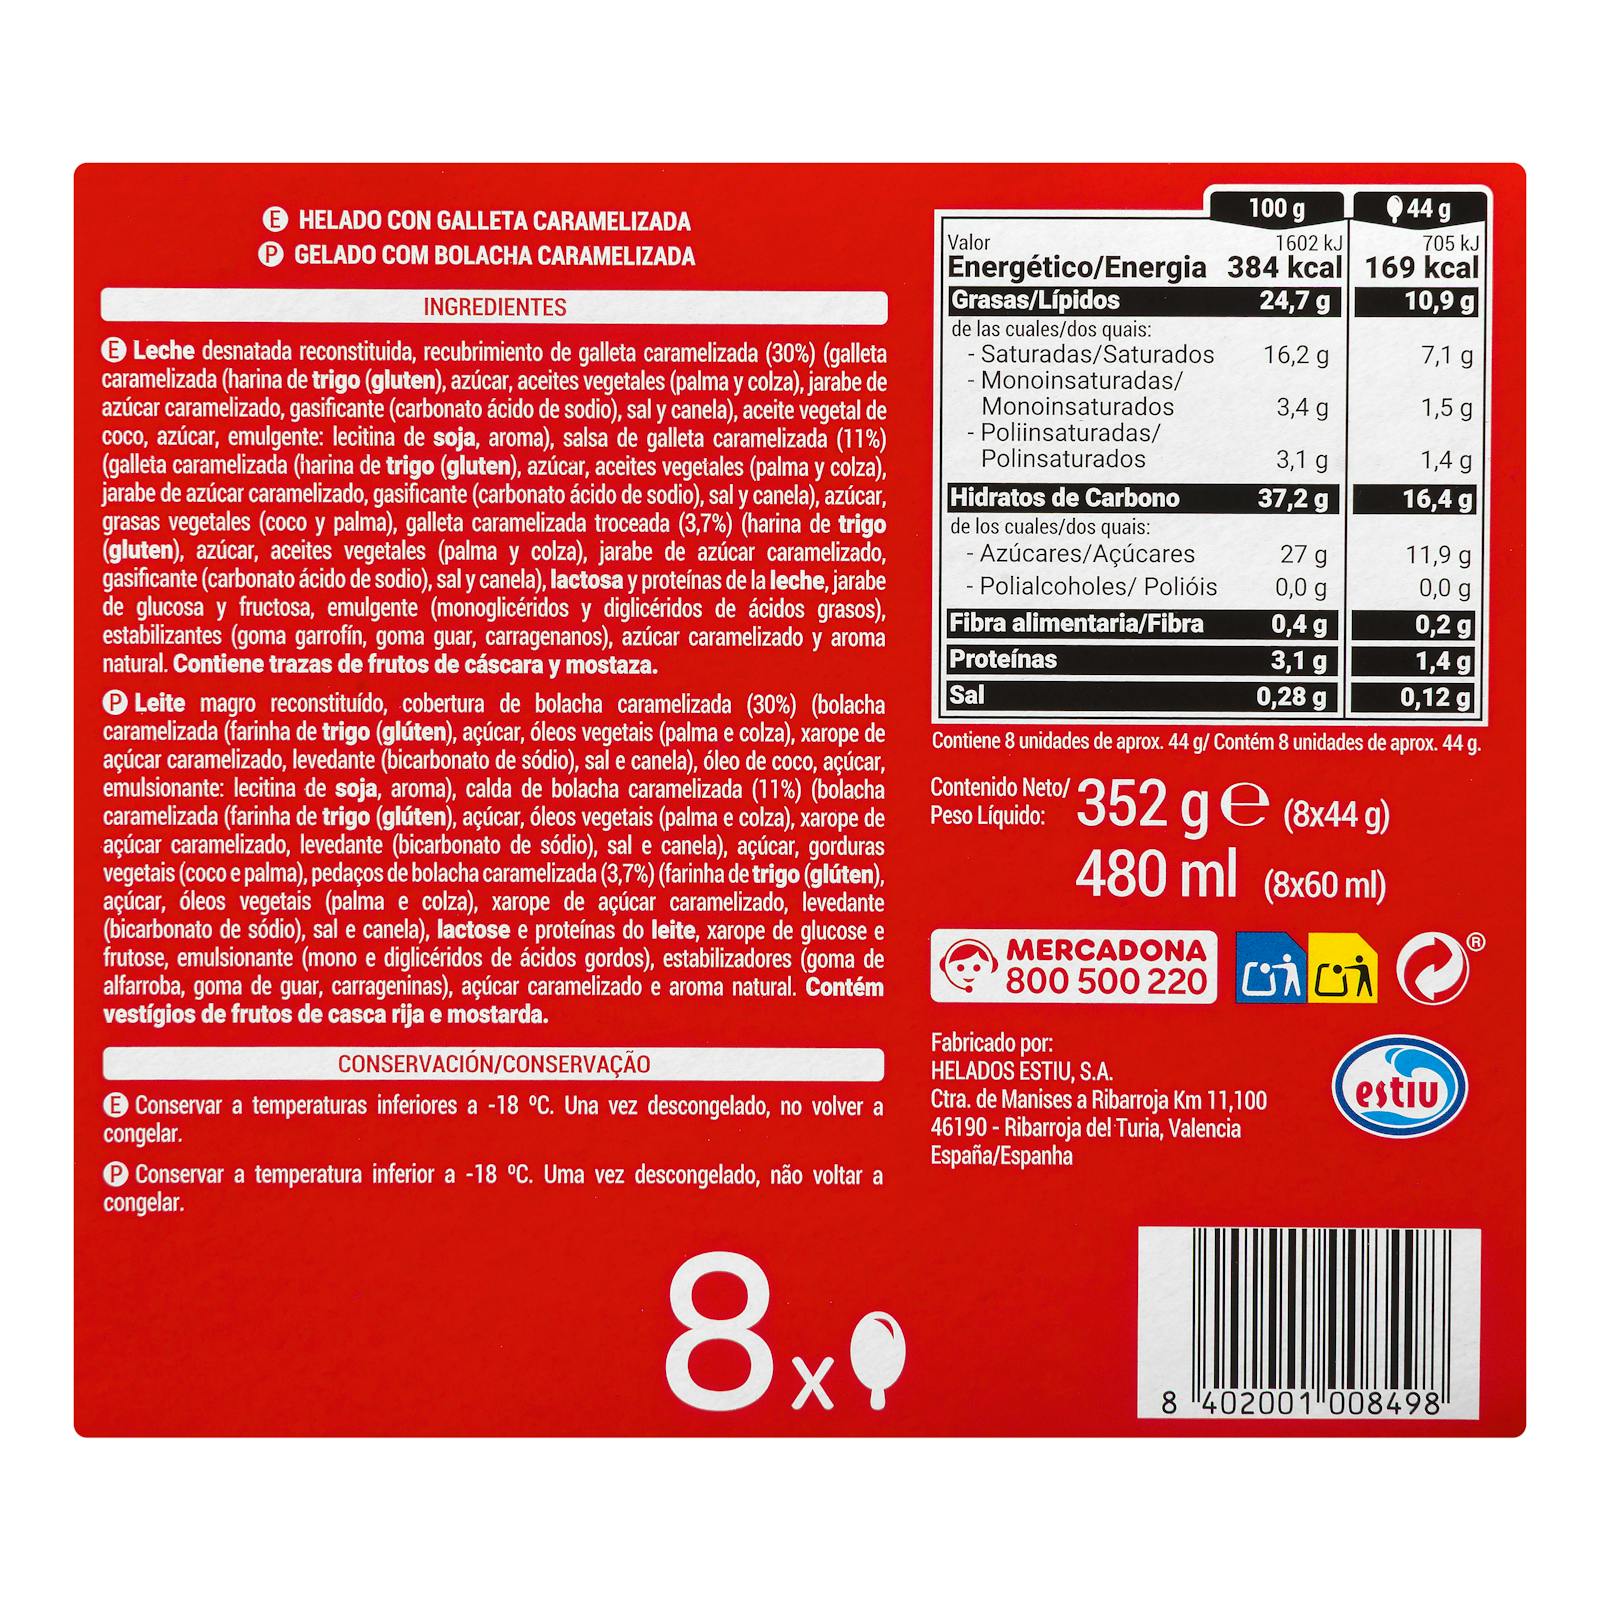 E HELADO CON GALLETA CARAMELIZADA
P GELADO COM BOLACHA CARAMELIZADA
INGREDIENTES
E Leche desnatada reconstituida, recubrimiento de galleta caramelizada (30%) (galleta
caramelizada (harina de trigo (gluten), azúcar, aceites vegetales (palma y colza), jarabe de
azúcar caramelizado, gasificante (carbonato ácido de sodio), sal y canela), aceite vegetal de
coco, azúcar, emulgente: lecitina de soja, aroma), salsa de galleta caramelizada (11%)
(galleta caramelizada (harina de trigo (gluten), azúcar, aceites vegetales (palma y colza),
jarabe de azúcar caramelizado, gasificante (carbonato ácido de sodio), sal y canela), azúcar,
grasas vegetales (coco y palma), galleta caramelizada troceada (3,7%) (harina de trigo
(gluten), azúcar, aceites vegetales (palma y colza), jarabe de azúcar caramelizado,
gasificante (carbonato ácido de sodio), sal y canela), lactosa y proteínas de la leche, jarabe
de glucosa y fructosa, emulgente (monoglicéridos y diglicéridos de ácidos grasos),
estabilizantes (goma garrofín, goma guar, carragenanos), azúcar caramelizado y aroma
natural. Contiene trazas de frutos de cáscara y mostaza.
P Leite magro reconstituído, cobertura de bolacha caramelizada (30%) (bolacha
caramelizada (farinha de trigo (glúten), açúcar, óleos vegetais (palma e colza), xarope de
açúcar caramelizado, levedante (bicarbonato de sódio), sal e canela), óleo de coco, açúcar,
emulsionante: lecitina de soja, aroma), calda de bolacha caramelizada (11%) (bolacha
caramelizada (farinha de trigo (glúten), açúcar, óleos vegetais (palma e colza), xarope de
açúcar caramelizado, levedante (bicarbonato de sódio), sal e canela), açúcar, gorduras
vegetais (coco e palma), pedaços de bolacha caramelizada (3,7%) (farinha de trigo (glúten),
açúcar, óleos vegetais (palma e colza), xarope de açúcar caramelizado, levedante
(bicarbonato de sódio), sal e canela), lactose e proteínas do leite, xarope de glucose e
frutose, emulsionante (mono e diglicéridos de ácidos gordos), estabilizadores (goma de
alfarroba, goma de guar, carrageninas), açúcar caramelizado e aroma natural. Contém
vestígios de frutos de casca rija e mostarda.
CONSERVACIÓN/CONSERVAÇÃO
E Conservar a temperaturas inferiores a -18 ºC. Una vez descongelado, no volver a
congelar.
P Conservar a temperatura inferior a -18 ºC. Uma vez descongelado, não voltar a
congelar.
8 x
100 g 44 g
Valor 1602 kJ 705 kJ
Energético/Energia 384 kcal 169 kcal
Grasas/Lípidos 24,7 g 10,9 g
de las cuales/dos quais:
- Saturadas/Saturados 16,2 g 7,1 g
- Monoinsaturadas/
Monoinsaturados 3,4 g 1,5 g
- Poliinsaturadas/
Polinsaturados 3,1 g 1,4 g
Hidratos de Carbono 37,2 g 16,4 g
de los cuales/dos quais:
- Azúcares/Açúcares 27 g 11,9 g
- Polialcoholes/ Polióis 0,0 g 0,0 g
Fibra alimentaria/Fibra 0,4 g 0,2 g
Proteínas 3,1 g 1,4 g
Sal 0,28 g 0,12 g
Contiene 8 unidades de aprox. 44 g/ Contém 8 unidades de aprox. 44 g.
Contenido Neto/
Peso Líquido: 352 g ℮ (8x44 g)
480 ml (8x60 ml)
MERCADONA
800 500 220
®
Fabricado por:
HELADOS ESTIU, S.A.
Ctra. de Manises a Ribarroja Km 11,100
46190 - Ribarroja del Turia, Valencia
España/Espanha
estiu
8 402001 008498